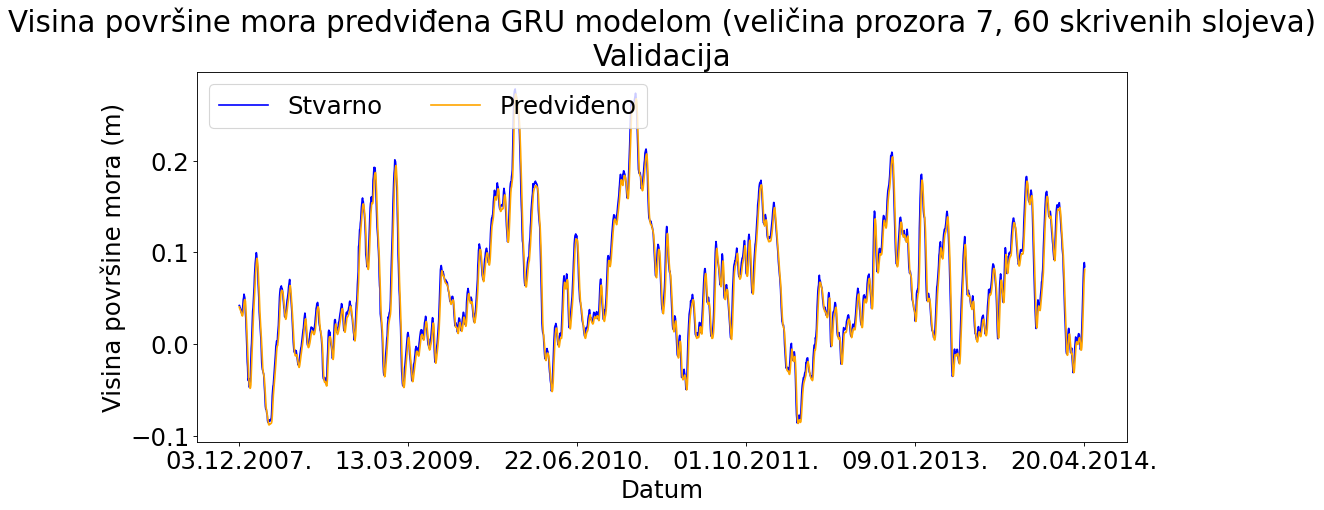 Visina površine mora predviđena GRU modelom (veličina prozora 7, 60 skrivenih slojeva)
Validacija
Stvarno
Predviđeno
Visina površine mora (m)
0.2
0.1
0.0
−0.1
03.12.2007.
13.03.2009.
22.06.2010.
01.10.2011.
09.01.2013.
20.04.2014.
Datum